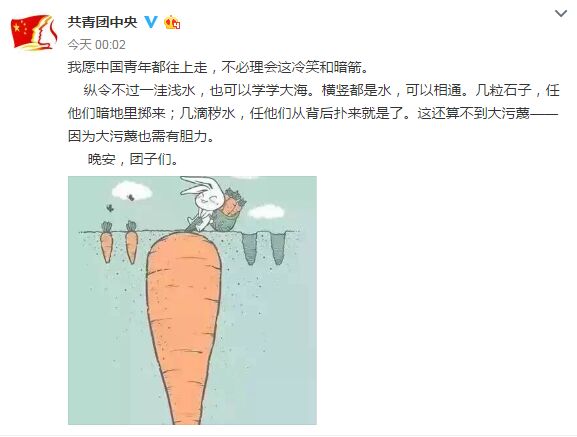 共青团中央
今天 00:02
我愿中国青年都往上走，不必理会这冷笑和暗箭。
纵令不过一洼浅水，也可以学学大海。横竖都是水，可以相通。几粒石子，任
他们暗地里掷来；几滴秽水，任他们从背后扑来就是了。这还算不到大污蔑——
因为大污蔑也需有胆力。
晚安，团子们。